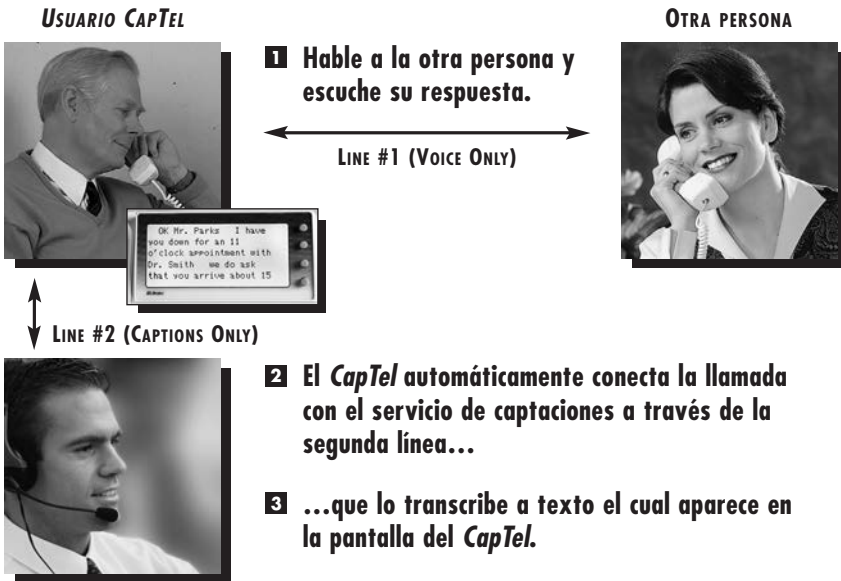 USUARIO CAPTEL
OTRA PERSONA
1 Hable a la otra persona y
escuche su respuesta.
LINE #1 (VOICE ONLY)
OK Mr. Parks I have
you down for an 11
o'clock appointment with
Dr. Smith we do ask
that you arrive about 15
LINE #2 (CAPTIONS ONLY)
2 El CapTel automáticamente conecta la llamada
con el servicio de captaciones a través de la
segunda línea...
3 ...que lo transcribe a texto el cual aparece en
la pantalla del CapTel.